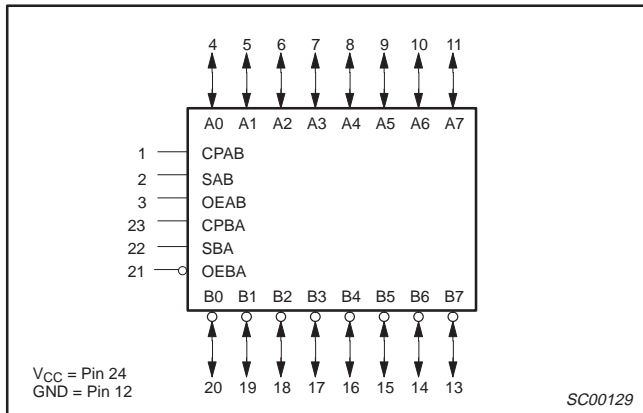 4 5 6 7 8 9 10 11
A0 A1 A2 A3 A4 A5 A6 A7
1 CPAB
2 SAB
3 OEAB
23 CPBA
22 SBA
21 OEBA
B0 B1 B2 B3 B4 B5 B6 B7
20 19 18 17 16 15 14 13
VCC = Pin 24
GND = Pin 12
SC00129